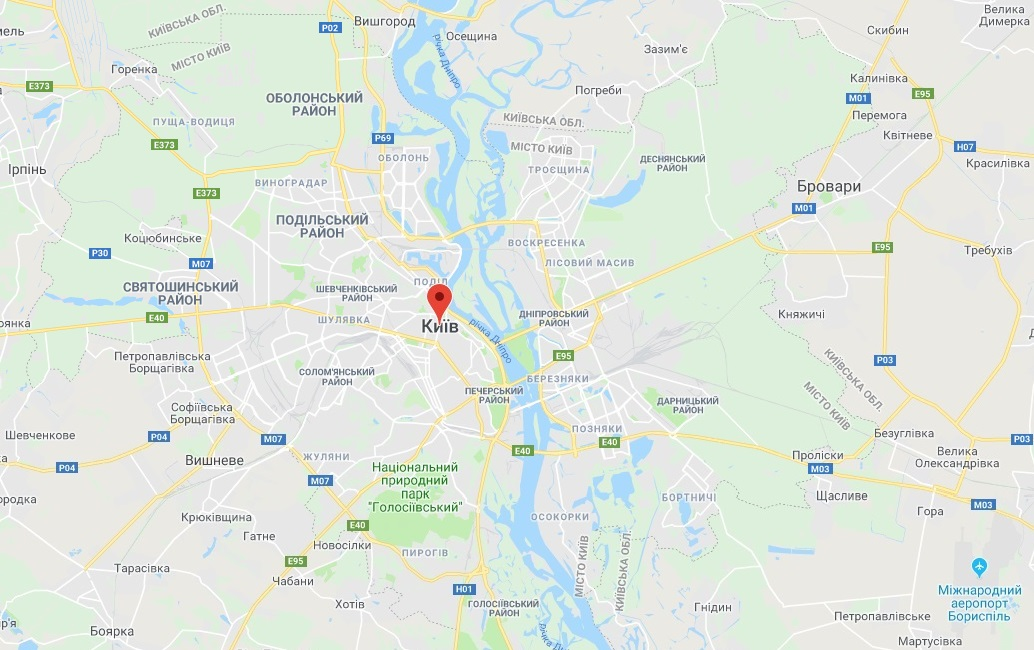 КИЇВСЬКА ОБЛ.
МІСТО КИЇВ
P02
Вишгород
Осещина
річка Дніпро
Зазим'є
Скибин
Велика
Димерка
Горенка
E373
Погреби
Калинівка
E95
M01
Перемога
ОБОЛОНСЬКИЙ
РАЙОН
ПУЩА-ВОДИЦЯ
P69
E373
КИЇВСЬКА ОБЛ.
МІСТО КИЇВ
Квітневе
H07
Красилівка
Ірпінь
ОБОЛОНЬ
ТРОЄЩИНА
ДЕСНЯНСЬКИЙ
РАЙОН
E373
ВИНОГРАДАР
Бровари
M01
ПОДІЛЬСЬКИЙ
РАЙОН
Коцюбинське
P30
M07
ВОСКРЕСЕНКА
ЛІСОВИЙ МАСИВ
E95
Требухів
СВЯТОШИНСЬКИЙ
РАЙОН
ШЕВЧЕНКІВСЬКИЙ
РАЙОН
ПОДІЛ
E40
ШУЛЯВКА
Київ
річка Дніпро
ДНІПРОВСЬКИЙ
РАЙОН
Княжичі
Петропавлівська
Борщагівка
E95
P03
КИЇВСЬКА ОБЛ.
МІСТО КИЇВ
СОЛОМ'ЯНСЬКИЙ
РАЙОН
ПЕЧЕРСЬКИЙ
РАЙОН
БЕРЕЗНЯКИ
ДАРНИЦЬКИЙ
РАЙОН
Софіївська
Борщагівка
Шевченкове
P04
M07
ПОЗНЯКИ
E40
E40
Безуглівка
P03
P04
Вишневе
ЖУЛЯНИ
M07
Національний
природний
парк
"Голосіївський"
Проліски
M03
Велика
Олександрівка
Щасливе
M03
Гора
БОРТНИЧІ
Крюківщина
E40
ОСОКОРКИ
Гатне
Новосілки
ПИРОГІВ
МІСТО КИЇВ
КИЇВСЬКА ОБЛ.
E95
Тарасівка
Чабани
H01
Міжнародний
аеропорт
Бориспіль
Хотів
ГОЛОСІЇВСЬКИЙ
РАЙОН
Гнідин
Петропавлівське
Боярка
річка Дніпро
Мартусівка